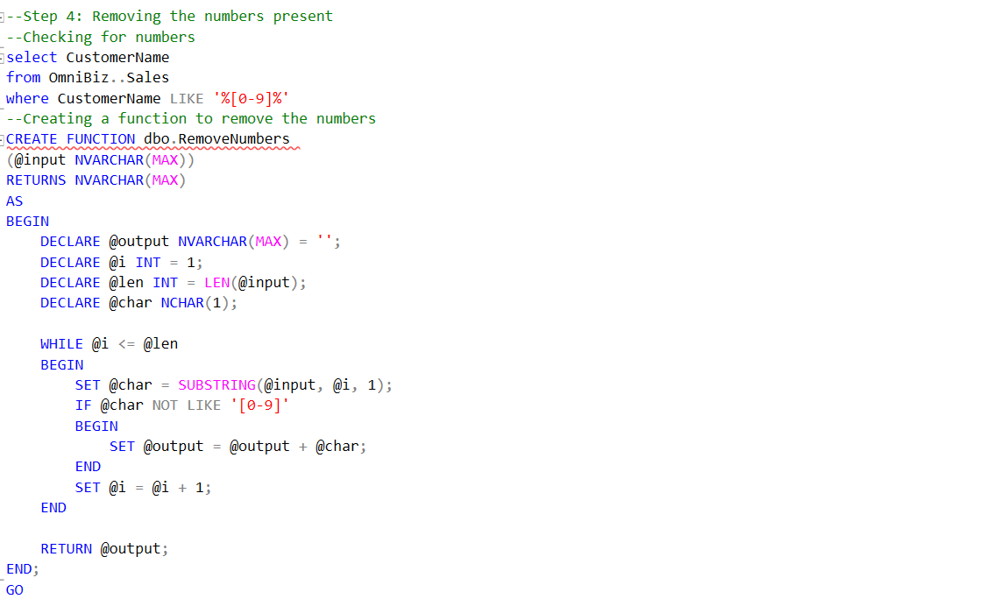 --Step 4: Removing the numbers present
--Checking for numbers
select CustomerName
from OmniBiz..Sales
where CustomerName LIKE '%[0-9]%'
--Creating a function to remove the numbers
CREATE FUNCTION dbo.RemoveNumbers
(@input NVARCHAR(MAX))
RETURNS NVARCHAR(MAX)
AS
BEGIN
    DECLARE @output NVARCHAR(MAX) = '';
    DECLARE @i INT = 1;
    DECLARE @len INT = LEN(@input);
    DECLARE @char NCHAR(1);

    WHILE @i <= @len
    BEGIN
        SET @char = SUBSTRING(@input, @i, 1);
        IF @char NOT LIKE '[0-9]'
        BEGIN
            SET @output = @output + @char;
        END
        SET @i = @i + 1;
    END

    RETURN @output;
END;
GO